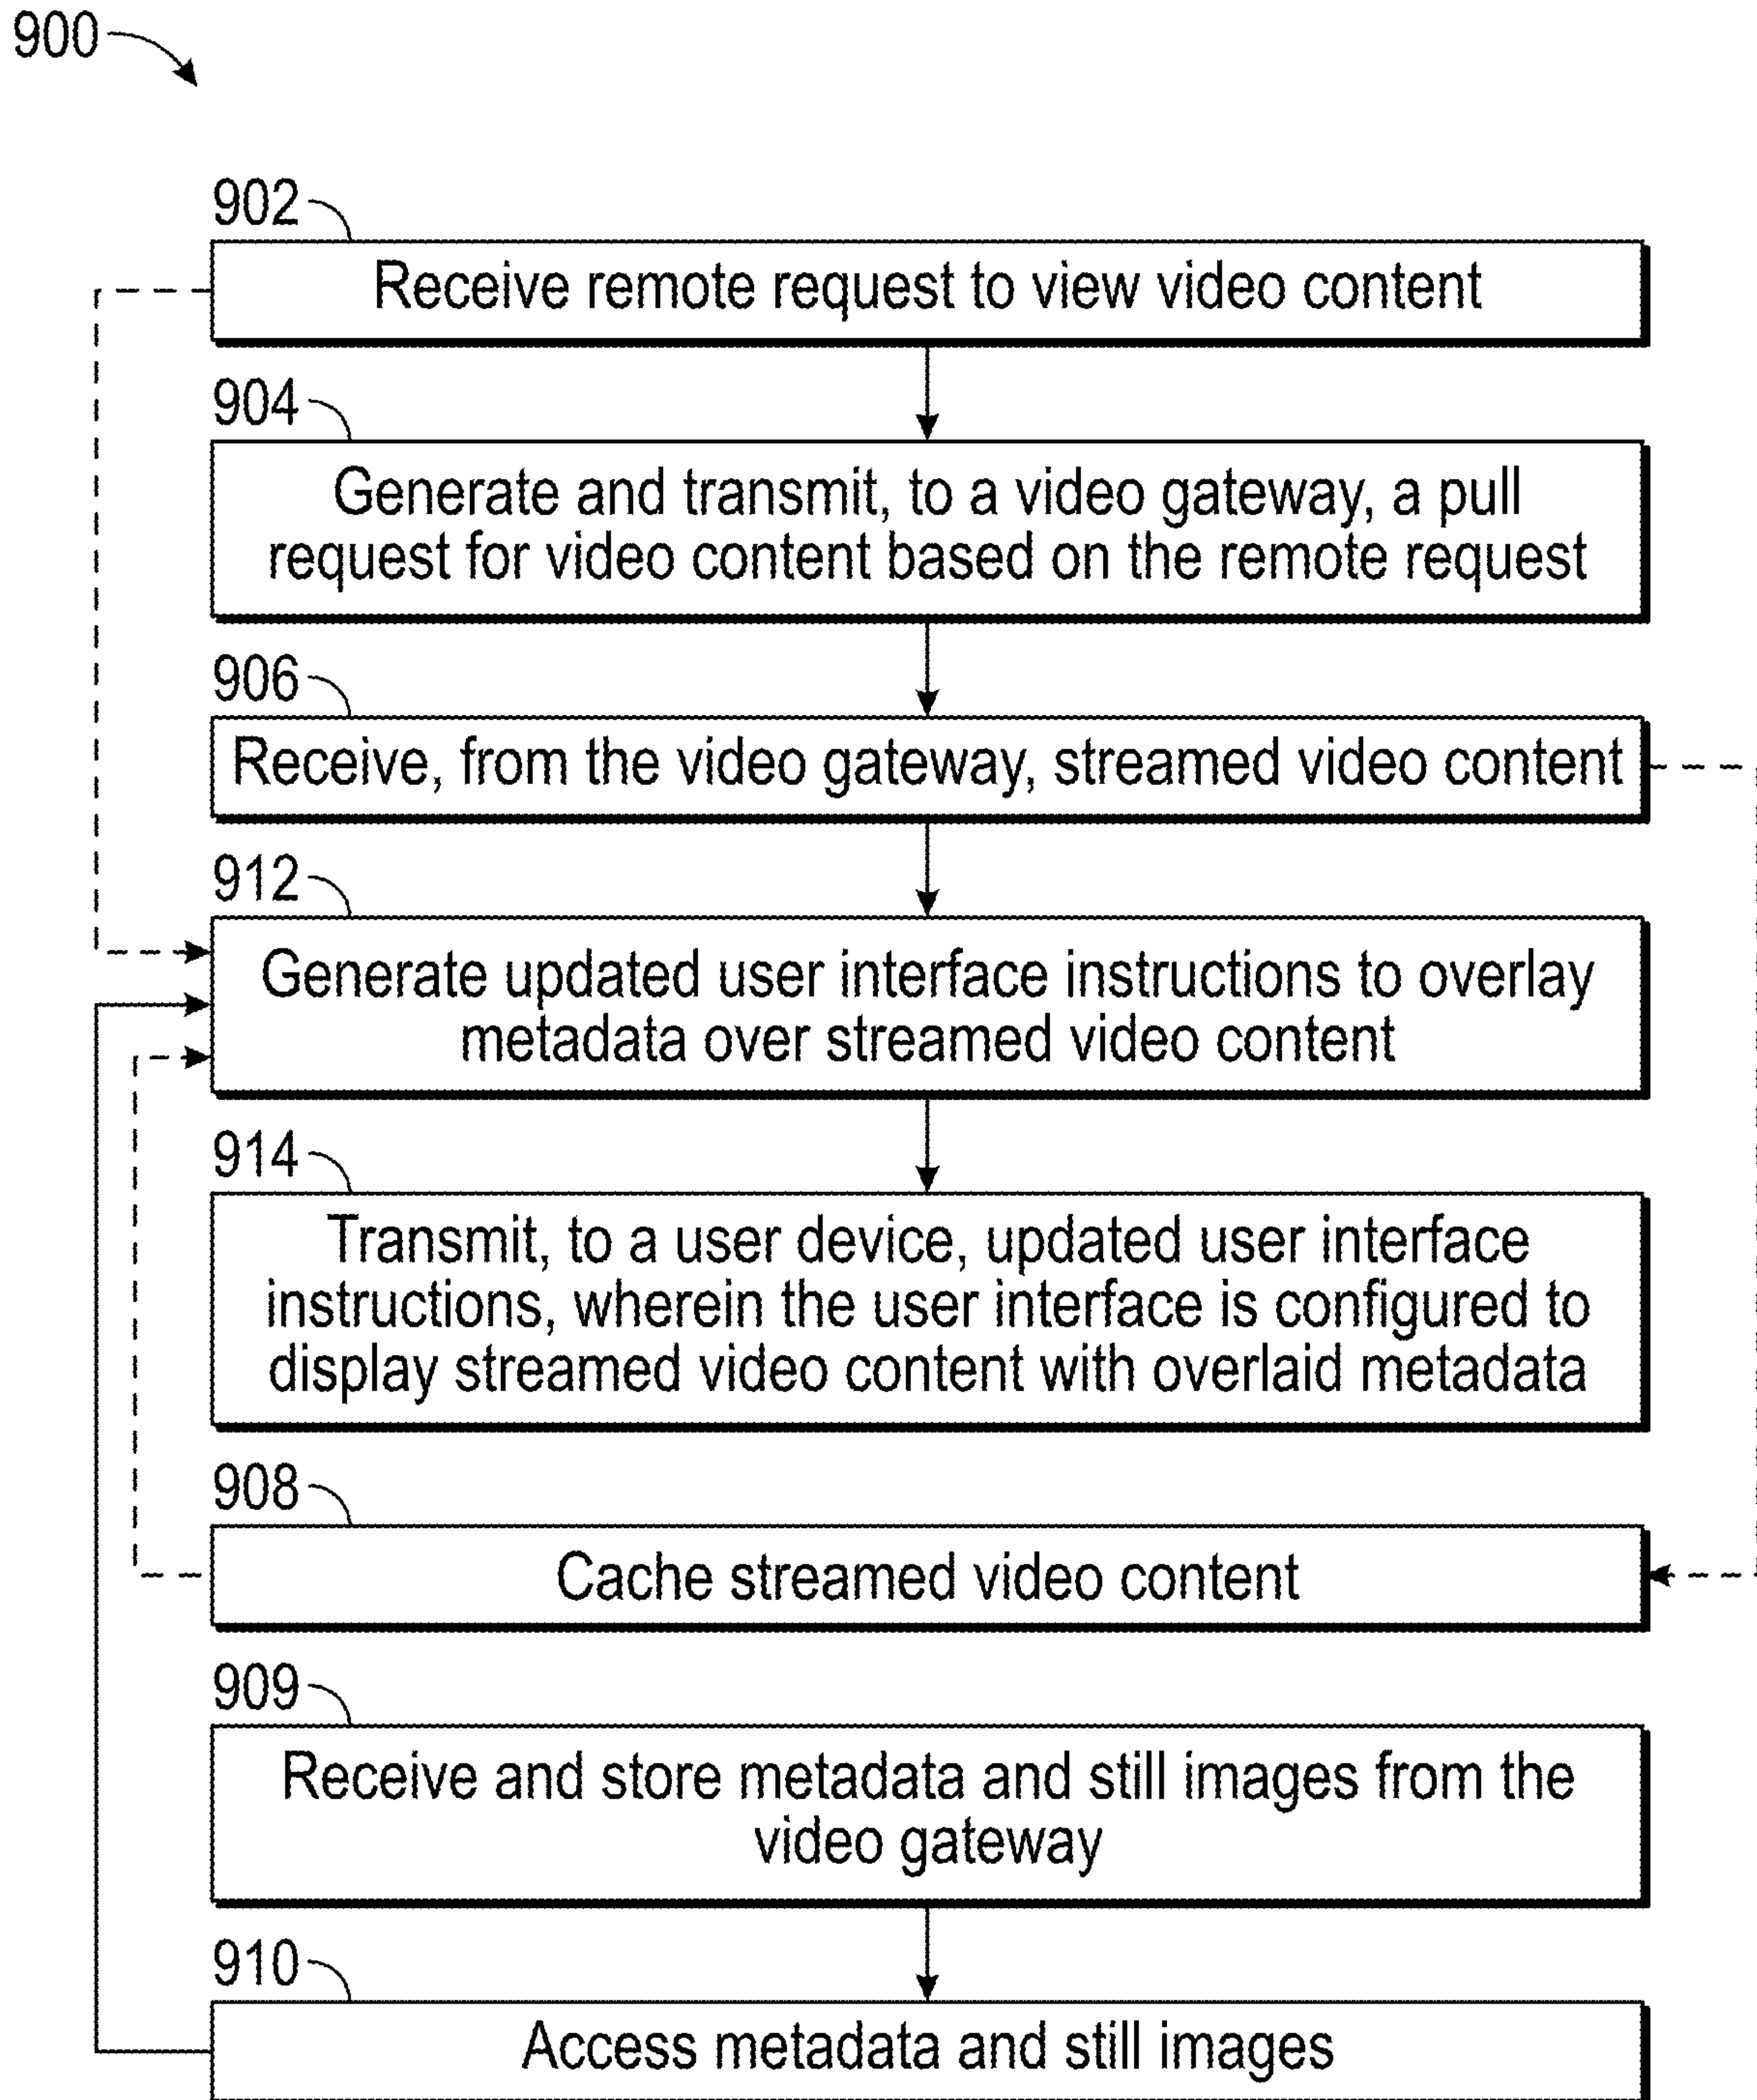 900
902
Receive remote request to view video content
904
Generate and transmit, to a video gateway, a pull
request for video content based on the remote request
906
Receive, from the video gateway, streamed video content
912
Generate updated user interface instructions to overlay
metadata over streamed video content
914
Transmit, to a user device, updated user interface
instructions, wherein the user interface is configured to
display streamed video content with overlaid metadata
908
Cache streamed video content
909
Receive and store metadata and still images from the
video gateway
910
Access metadata and still images